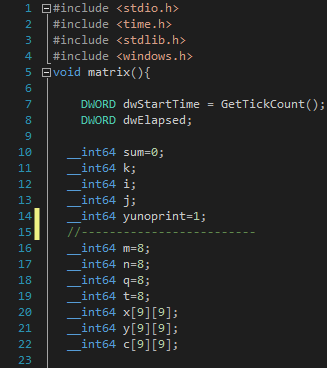 1 #include <stdio.h>
2 #include <time.h>
3 #include <stdlib.h>
4 #include <windows.h>
5 void matrix(){
6
7 DWORD dwStartTime = GetTickCount();
8 DWORD dwElapsed;
9
10 __int64 sum=0;
11 __int64 k;
12 __int64 i;
13 __int64 j;
14 __int64 yunoprint=1;
15 //-------------------------
16 __int64 m=8;
17 __int64 n=8;
18 __int64 q=8;
19 __int64 t=8;
20 __int64 x[9][9];
21 __int64 y[9][9];
22 __int64 c[9][9];
23